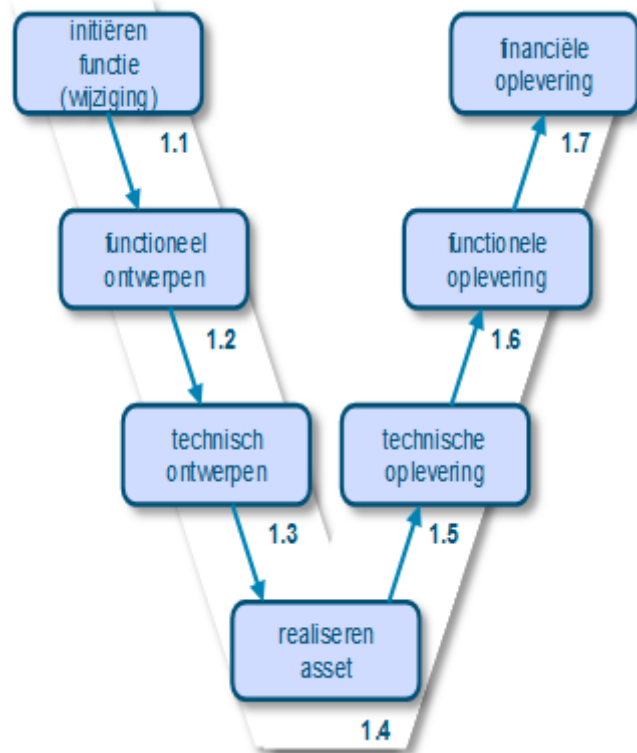 initiëren
functie
(wijziging)
1.1
functioneel
ontwerpen
1.2
technisch
ontwerpen
1.3
realiseren
asset
1.4
technische
oplevering
1.5
functionele
oplevering
1.6
financiële
oplevering
1.7